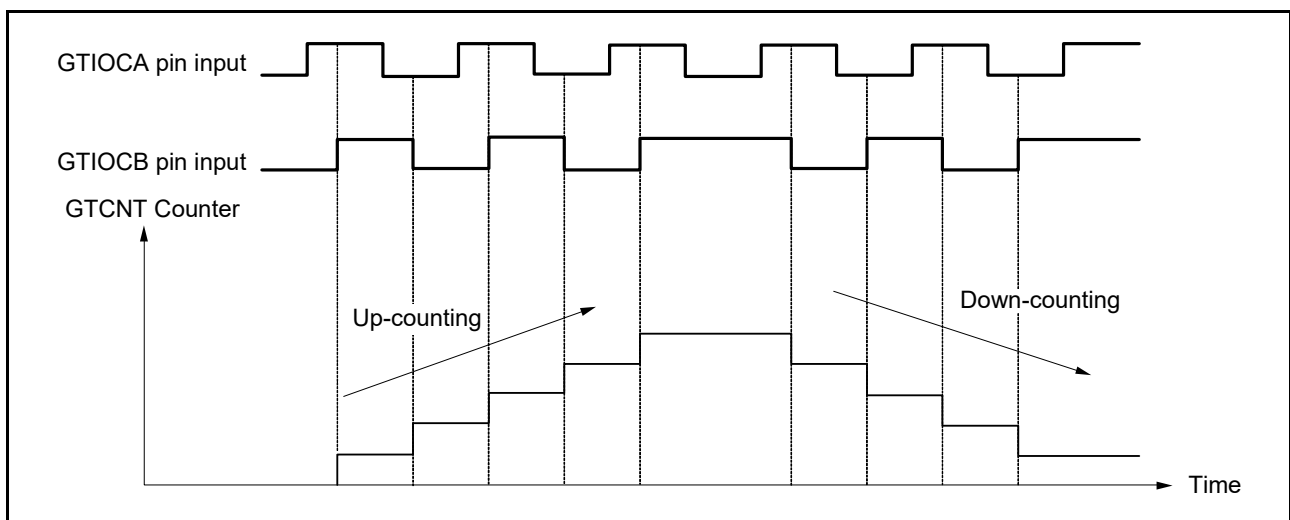 GTIOCA pin input
GTIOCB pin input
GTCNT Counter
Up-counting
Down-counting
Time